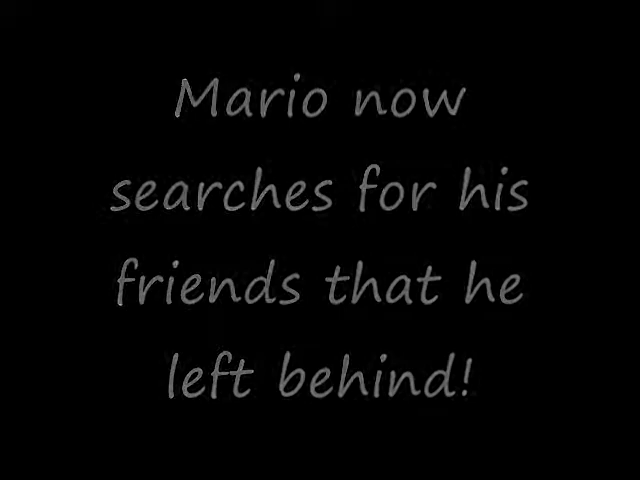 Mario now
searches for his
friends that he
left behind!